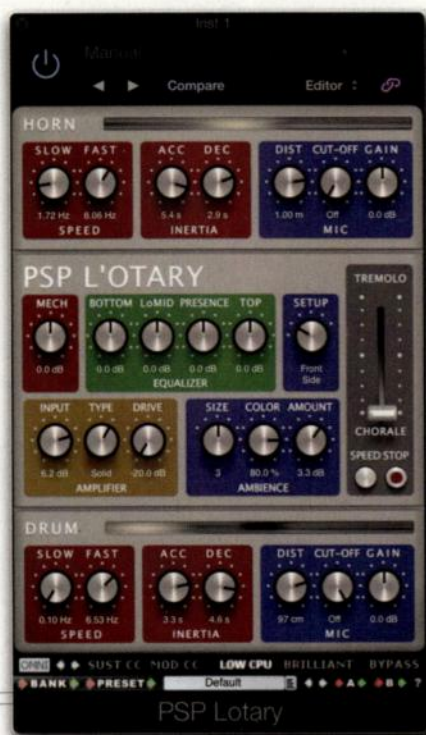 Inst 1
Manual
◀ ▶ Compare Editor
HORN
SLOW FAST ACC DEC DIST CUT-OFF GAIN
1.72 Hz 6.06 Hz 5.4 s 2.9 s 1.00 m Off 0.0 dB
SPEED INERTIA MIC
PSP L'OTARY
TREMOLO
MECH BOTTOM LoMID PRESENCE TOP SETUP
0.0 dB 0.0 dB 0.0 dB 0.0 dB 0.0 dB Front Side
EQUALIZER
INPUT TYPE DRIVE SIZE COLOR AMOUNT
CHORALE
SPEED STOP
6.2 dB Solid -20.0 dB 3 80.0 % 3.3 dB
AMPLIFIER AMBIENCE
DRUM
SLOW FAST ACC DEC DIST CUT-OFF GAIN
0.10 Hz 6.53 Hz 3.3 s 4.6 s 97 cm Off 0.0 dB
SPEED INERTIA MIC
OMNI SUST CC MOD CC LOW CPU BRILLIANT BYPASS
BANK PRESET Default A B ?
PSP Lotary